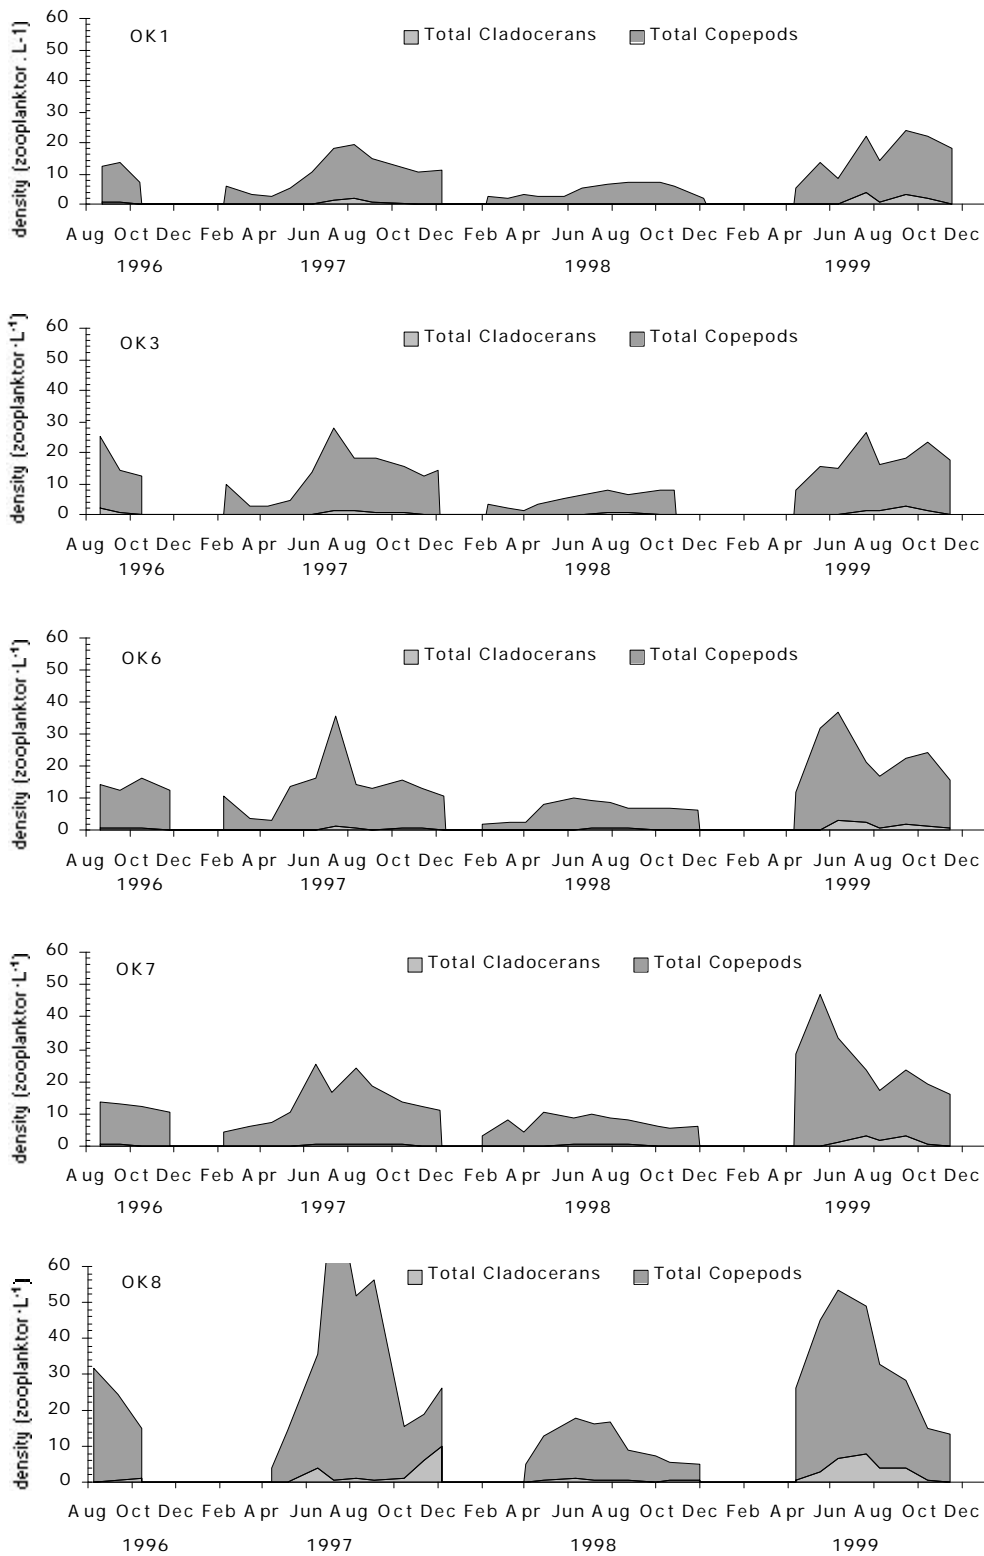 60
OK1 Total Cladocerans Total Copepods
50
40
30
20
10
0
density (zooplanktor . L-1)
Aug Oct Dec Feb Apr Jun Aug Oct Dec Feb Apr Jun Aug Oct Dec Feb Apr Jun Aug Oct Dec
1996 1997 1998 1999
60
OK3 Total Cladocerans Total Copepods
50
40
30
20
10
0
density (zooplanktor·L-1)
Aug Oct Dec Feb Apr Jun Aug Oct Dec Feb Apr Jun Aug Oct Dec Feb Apr Jun Aug Oct Dec
1996 1997 1998 1999
60
OK6 Total Cladocerans Total Copepods
50
40
30
20
10
0
density (zooplanktor·L-1)
Aug Oct Dec Feb Apr Jun Aug Oct Dec Feb Apr Jun Aug Oct Dec Feb Apr Jun Aug Oct Dec
1996 1997 1998 1999
60
OK7 Total Cladocerans Total Copepods
50
40
30
20
10
0
density (zooplanktor·L-1)
Aug Oct Dec Feb Apr Jun Aug Oct Dec Feb Apr Jun Aug Oct Dec Feb Apr Jun Aug Oct Dec
1996 1997 1998 1999
60
OK8 Total Cladocerans Total Copepods
50
40
30
20
10
0
density (zooplanktor·L-1)
Aug Oct Dec Feb Apr Jun Aug Oct Dec Feb Apr Jun Aug Oct Dec Feb Apr Jun Aug Oct Dec
1996 1997 1998 1999